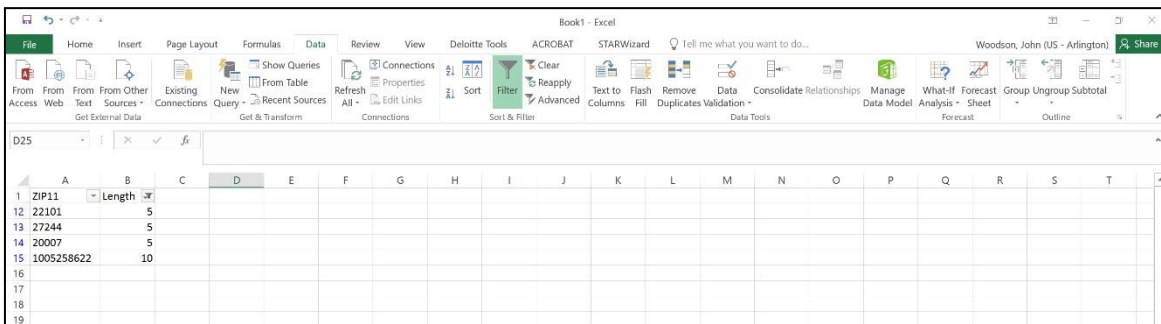 Book1 - Excel
File Home Insert Page Layout Formulas Data Review View Deloitte Tools ACROBAT STARWizard Tell me what you want to do... Woodson, John (US - Arlington) Share
Show Queries Connections Clear
From Table Properties Reapply
Recent Sources Edit Links Advanced
From Access From Web From Text From Other Sources Existing Connections New Query Refresh All Sort Filter Text to Columns Flash Fill Remove Duplicates Data Validation Consolidate Relationships Manage Data Model What-If Analysis Forecast Sheet Group Ungroup Subtotal
Get External Data Get & Transform Connections Sort & Filter Data Tools Forecast Outline
D25 fx
A B C D E F G H I J K L M N O P Q R S T
1 ZIP11 Length
12 22101 5
13 27244 5
14 20007 5
15 1005258622 10
16
17
18
19